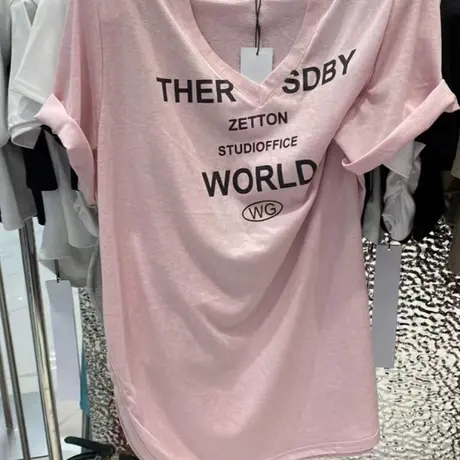 THER SDBY
ZETTON
STUDIOFFICE
WORLD
WG